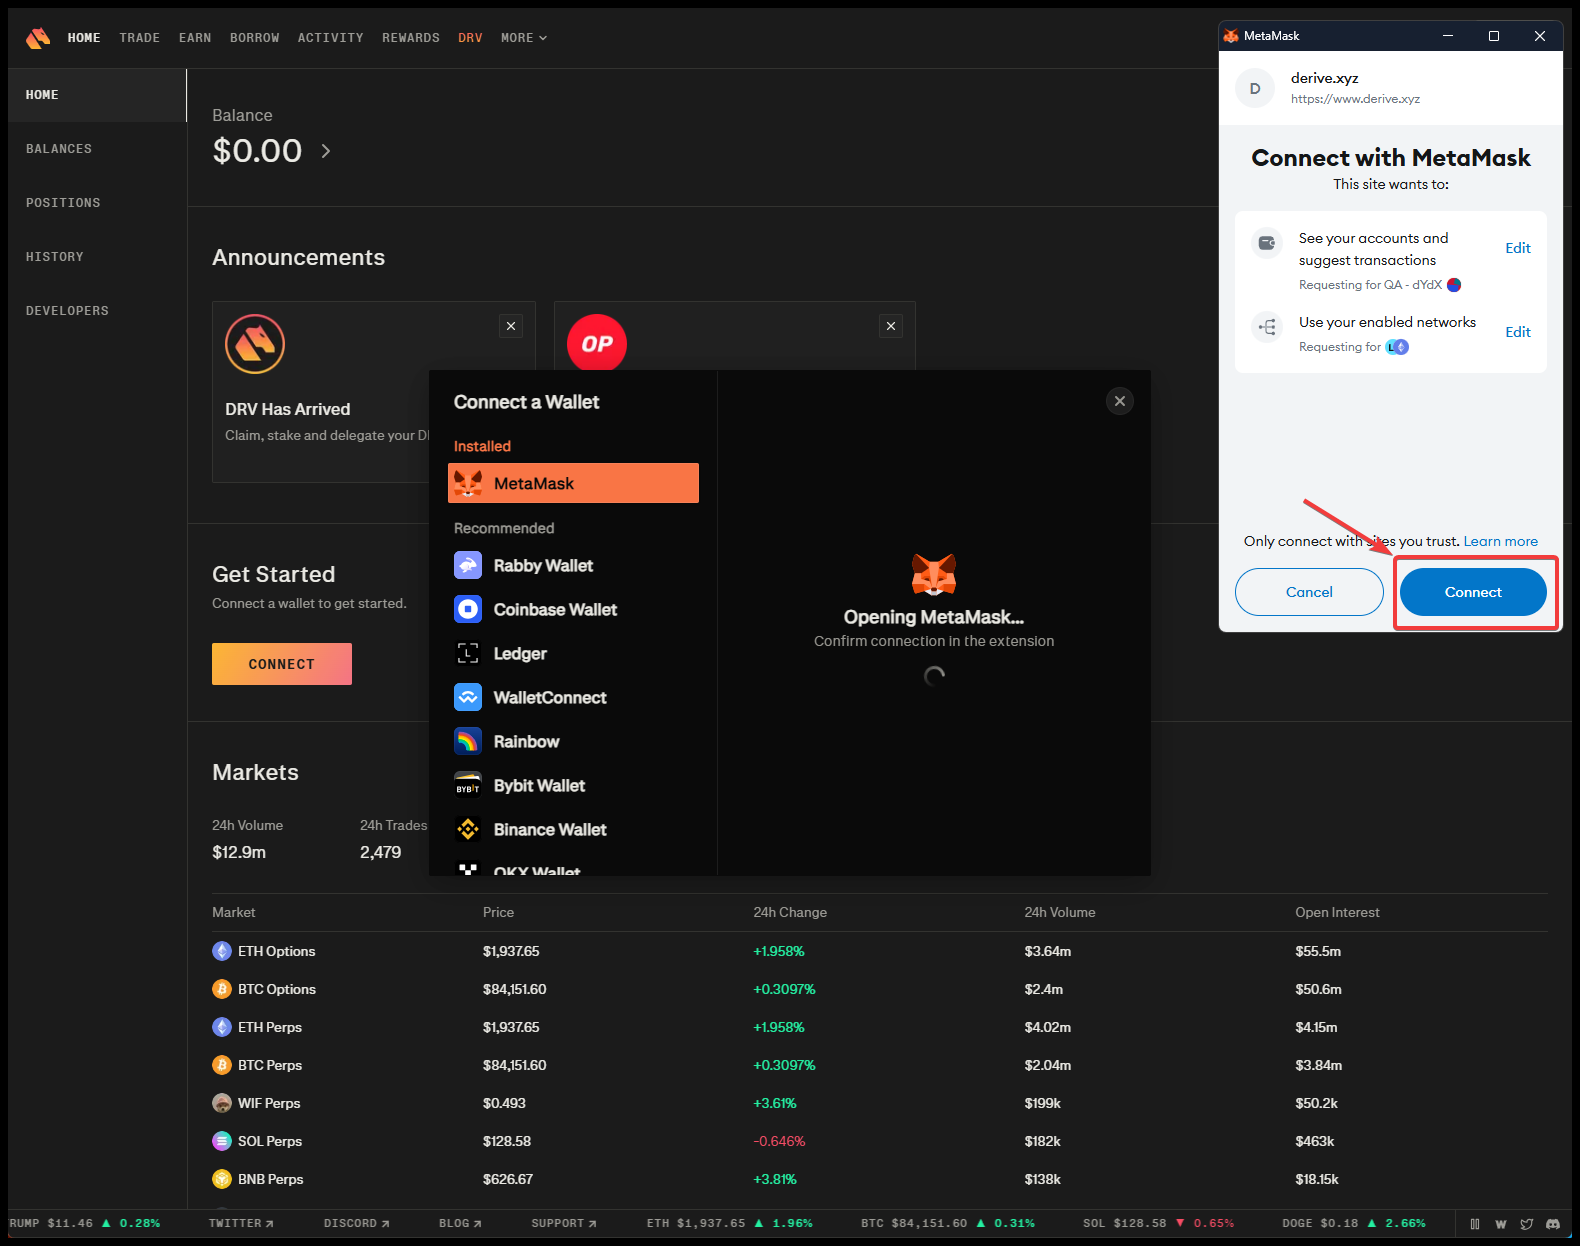 HOME TRADE EARN BORROW ACTIVITY REWARDS DRV MORE
HOME
BALANCES
POSITIONS
HISTORY
DEVELOPERS
Balance
$0.00
Announcements
OP
DRV Has Arrived
Claim, stake and delegate your
Get Started
Connect a wallet to get started.
CONNECT
Markets
24h Volume 24h Trades
$12.9m 2,479
Connect a Wallet
Installed
MetaMask
Recommended
Rabby Wallet
Coinbase Wallet
Ledger
WalletConnect
Rainbow
BYBIT
Bybit Wallet
Binance Wallet
OKX Wallet
Opening MetaMask...
Confirm connection in the extension
MetaMask
D
derive.xyz
https://www.derive.xyz
Connect with MetaMask
This site wants to:
See your accounts and
suggest transactions
Edit
Requesting for QA - dYdX
Use your enabled networks
Edit
Requesting for
Only connect with sites you trust. Learn more
Cancel
Connect
Market Price 24h Change 24h Volume Open Interest
ETH Options $1,937.65 +1.958% $3.64m $55.5m
BTC Options $84,151.60 +0.3097% $2.4m $50.6m
ETH Perps $1,937.65 +1.958% $4.02m $4.15m
BTC Perps $84,151.60 +0.3097% $2.04m $3.84m
WIF Perps $0.493 +3.61% $199k $50.2k
SOL Perps $128.58 -0.646% $182k $463k
BNB Perps $626.67 +3.81% $138k $18.15k
RUMP $11.46 ▲ 0.28% TWITTER DISCORD BLOG SUPPORT ETH $1,937.65 ▲ 1.96% BTC $84,151.60 ▲ 0.31% SOL $128.58 ▼ 0.65% DOGE $0.18 ▲ 2.66%